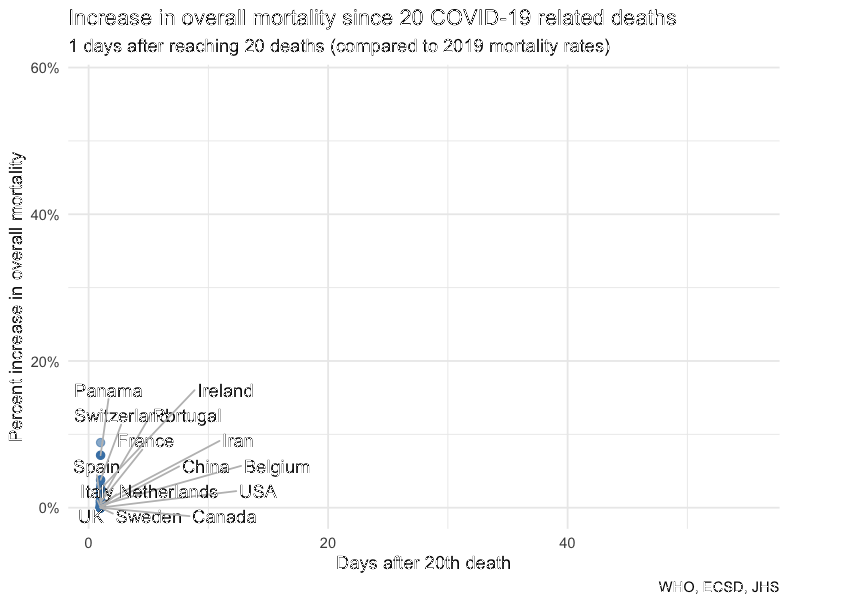 Increase in overall mortality since 20 COVID-19 related deaths
1 days after reaching 20 deaths (compared to 2019 mortality rates)
60%
40%
20%
0%
Percent increase in overall mortality
Panama
Ireland
Switzerland
Portugal
France
Iran
Spain
China
Belgium
Italy
Netherlands
USA
UK
Sweden
Canada
0
20
40
Days after 20th death
WHO, ECSD, JHS